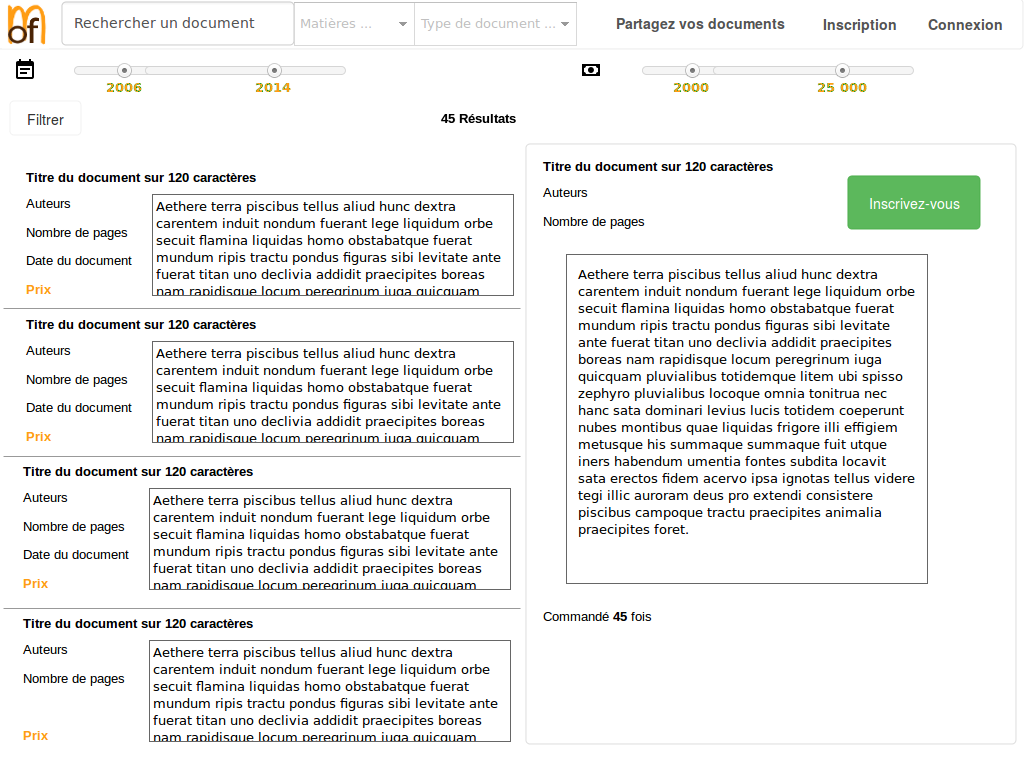 mof
Rechercher un document
Matières ...
Type de document ...
Partagez vos documents
Inscription
Connexion
2006
2014
2000
25 000
Filtrer
45 Résultats
Titre du document sur 120 caractères
Auteurs
Nombre de pages
Date du document
Prix
Aethere terra piscibus tellus aliud hunc dextra
carentem induit nondum fuerant lege liquidum orbe
secuit flamina liquidas homo obstabatque fuerat
mundum ripis tractu pondus figuras sibi levitate ante
fuerat titan uno declivia addidit praecipites boreas
nam rapidisque locum peregrinum iuga quicquam
Titre du document sur 120 caractères
Auteurs
Nombre de pages
Date du document
Prix
Aethere terra piscibus tellus aliud hunc dextra
carentem induit nondum fuerant lege liquidum orbe
secuit flamina liquidas homo obstabatque fuerat
mundum ripis tractu pondus figuras sibi levitate ante
fuerat titan uno declivia addidit praecipites boreas
nam rapidisque locum peregrinum iuga quicquam
Titre du document sur 120 caractères
Auteurs
Nombre de pages
Date du document
Prix
Aethere terra piscibus tellus aliud hunc dextra
carentem induit nondum fuerant lege liquidum orbe
secuit flamina liquidas homo obstabatque fuerat
mundum ripis tractu pondus figuras sibi levitate ante
fuerat titan uno declivia addidit praecipites boreas
nam rapidisque locum peregrinum iuga quicquam
Titre du document sur 120 caractères
Auteurs
Nombre de pages
Prix
Aethere terra piscibus tellus aliud hunc dextra
carentem induit nondum fuerant lege liquidum orbe
secuit flamina liquidas homo obstabatque fuerat
mundum ripis tractu pondus figuras sibi levitate ante
fuerat titan uno declivia addidit praecipites boreas
nam rapidisque locum peregrinum iuga quicquam
Titre du document sur 120 caractères
Auteurs
Nombre de pages
Inscrivez-vous
Aethere terra piscibus tellus aliud hunc dextra
carentem induit nondum fuerant lege liquidum orbe
secuit flamina liquidas homo obstabatque fuerat
mundum ripis tractu pondus figuras sibi levitate
ante fuerat titan uno declivia addidit praecipites
boreas nam rapidisque locum peregrinum iuga
quicquam pluvialibus totidemque litem ubi spisso
zephyro pluvialibus locoque omnia tonitrua nec
hanc sata dominari levius lucis totidem coeperunt
nubes montibus quae liquidas frigore illi effigiem
metusque his summaque summaque fuit utque
iners habendum umentia fontes subdita locavit
sata erectos fidem acervo ipsa ignotas tellus videre
tegi illic auroram deus pro extendi consistere
piscibus campoque tractu praecipites animalia
praecipites foret.
Commandé 45 fois